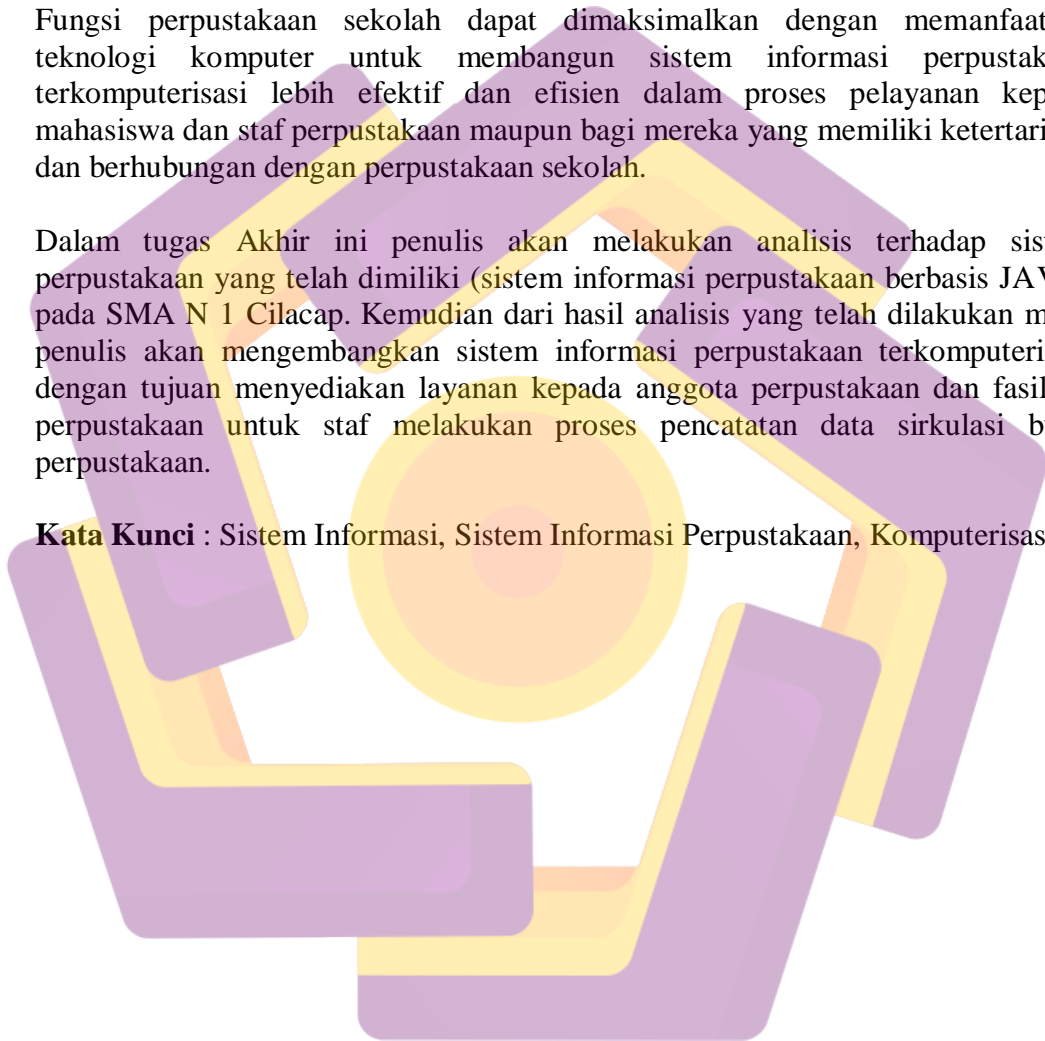 Fungsi perpustakaan sekolah dapat dimaksimalkan dengan memanfaat
teknologi komputer untuk membangun sistem informasi perpustak
terkomputerisasi lebih efektif dan efisien dalam proses pelayanan kep
mahasiswa dan staf perpustakaan maupun bagi mereka yang memiliki ketertari
dan berhubungan dengan perpustakaan sekolah.
Dalam tugas Akhir ini penulis akan melakukan analisis terhadap sis
perpustakaan yang telah dimiliki (sistem informasi perpustakaan berbasis JAV
pada SMA N 1 Cilacap. Kemudian dari hasil analisis yang telah dilakukan m
penulis akan mengembangkan sistem informasi perpustakaan terkomputeri
dengan tujuan menyediakan layanan kepada anggota perpustakaan dan fasil
perpustakaan untuk staf melakukan proses pencatatan data sirkulasi b
perpustakaan.
Kata Kunci : Sistem Informasi, Sistem Informasi Perpustakaan, Komputerisas